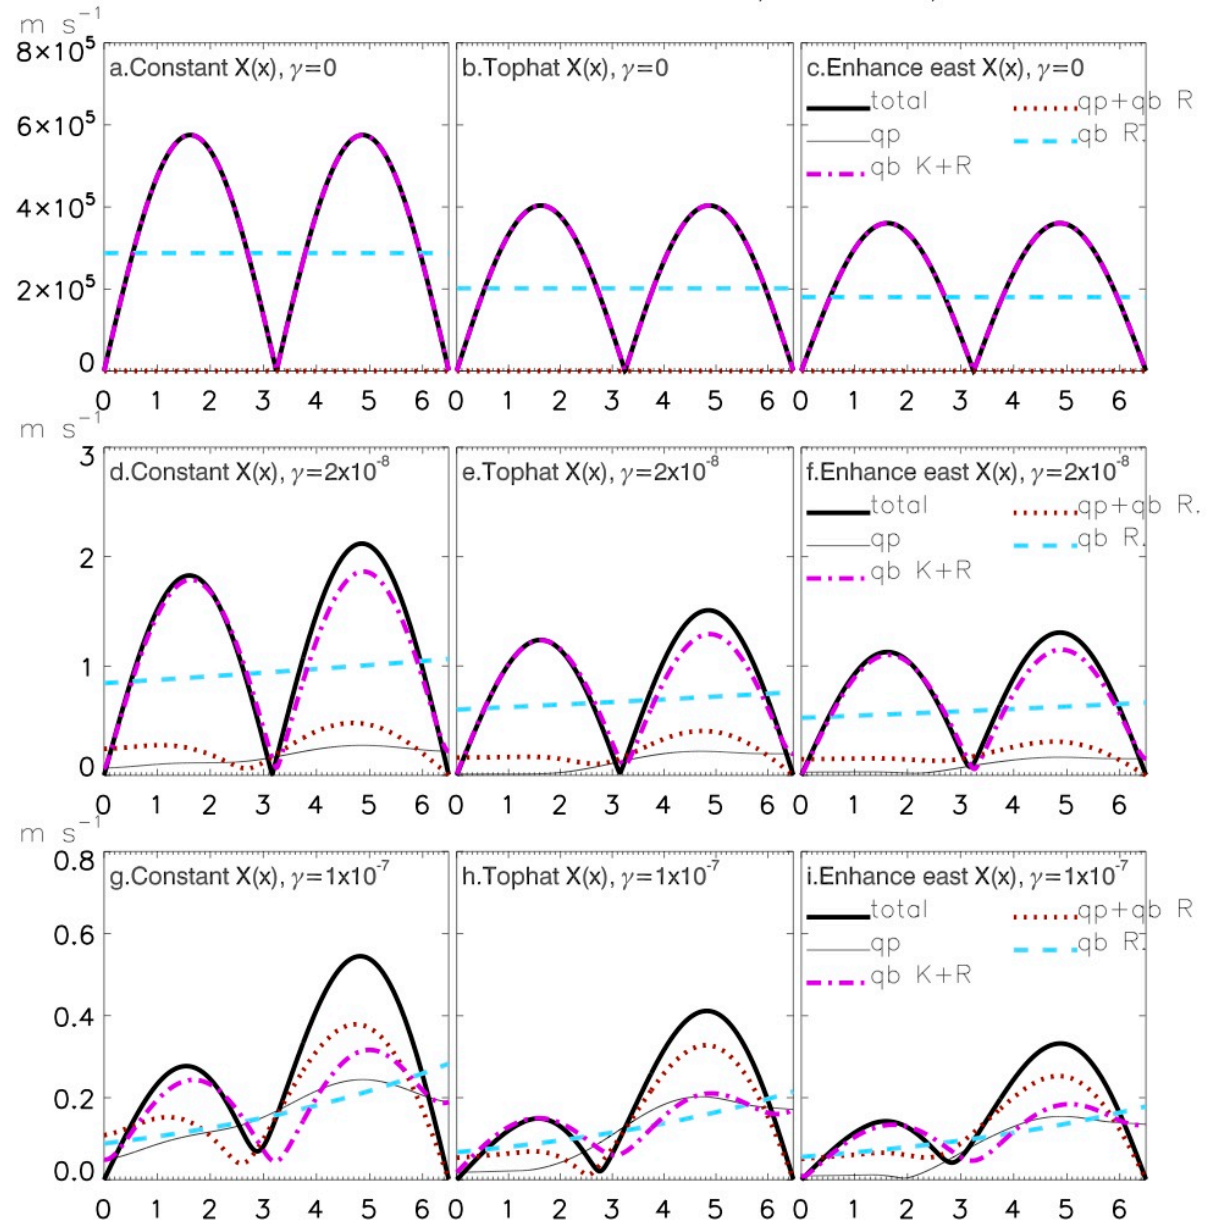 m s⁻¹
8×10⁵
6×10⁵
4×10⁵
2×10⁵
0
a.Constant X(x), γ=0
b.Tophat X(x), γ=0
c.Enhance east X(x), γ=0
total
qp
qb K+R
qp+qb R
qb R.
0 1 2 3 4 5 6
0 1 2 3 4 5 6
0 1 2 3 4 5 6
m s⁻¹
3
2
1
0
d.Constant X(x), γ=2x10⁻⁸
e.Tophat X(x), γ=2x10⁻⁸
f.Enhance east X(x), γ=2x10⁻⁸
total
qp
qb K+R
qp+qb R.
qb R.
0 1 2 3 4 5 6
0 1 2 3 4 5 6
0 1 2 3 4 5 6
m s⁻¹
0.8
0.6
0.4
0.2
0.0
g.Constant X(x), γ=1x10⁻⁷
h.Tophat X(x), γ=1x10⁻⁷
i.Enhance east X(x), γ=1x10⁻⁷
total
qp
qb K+R
qp+qb R
qb R.
0 1 2 3 4 5 6
0 1 2 3 4 5 6
0 1 2 3 4 5 6